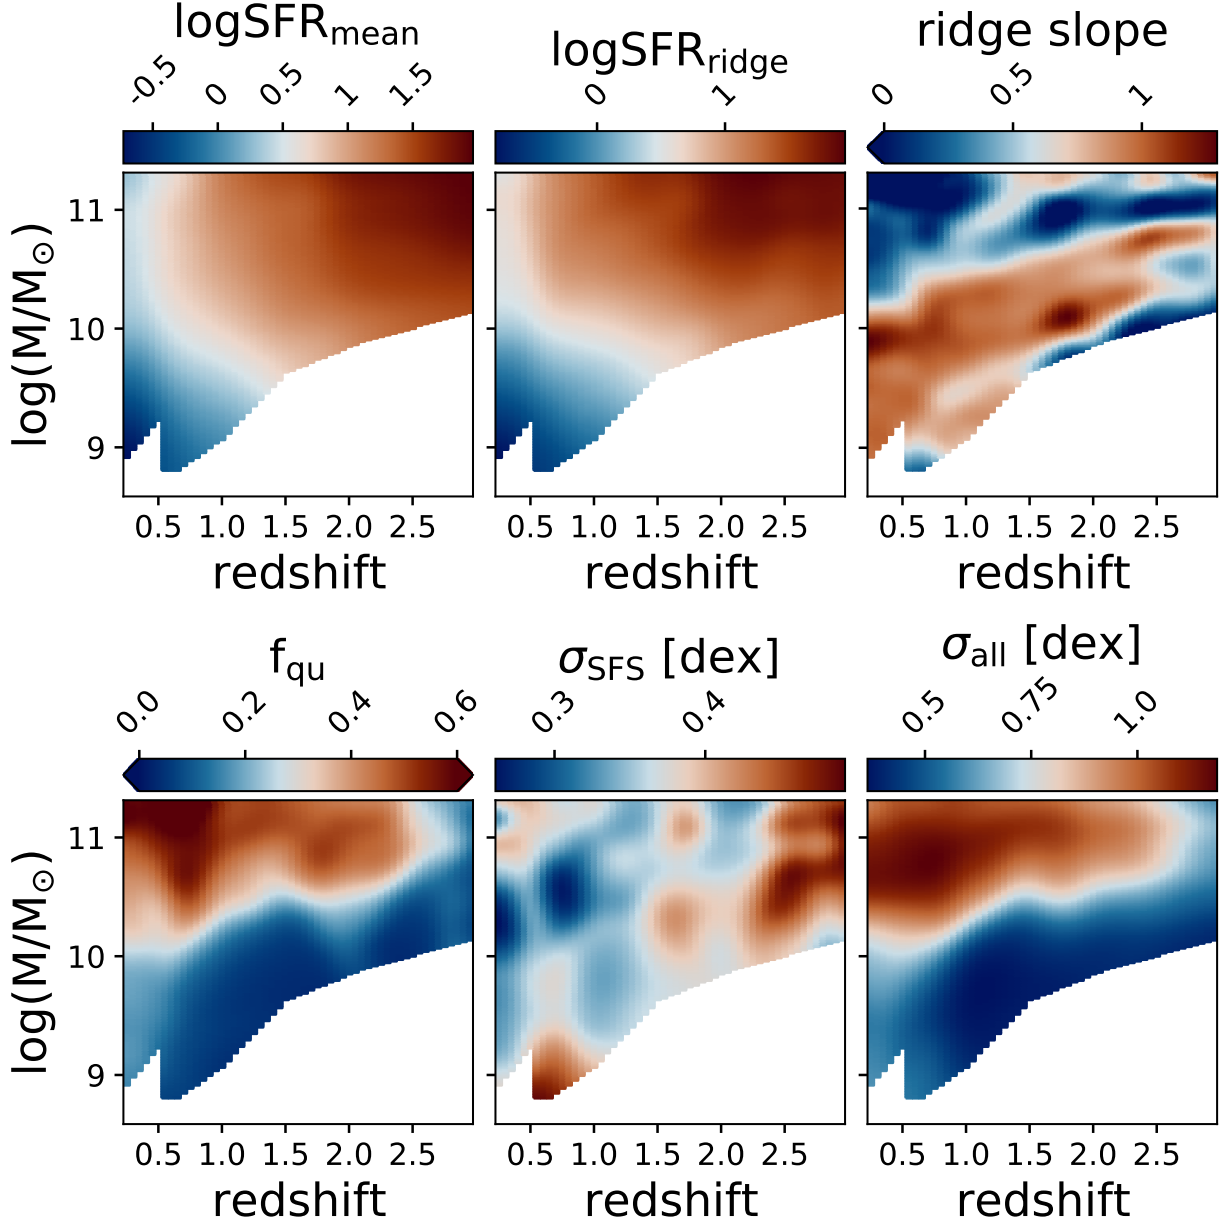 logSFR_mean
-0.5 0 0.5 1 1.5
logSFR_ridge
0 1
ridge slope
0 0.5 1
log(M/M☉)
11
10
9
0.5 1.0 1.5 2.0 2.5
redshift
0.5 1.0 1.5 2.0 2.5
redshift
0.5 1.0 1.5 2.0 2.5
redshift
f_qu
0.0 0.2 0.4 0.6
σ_SFS [dex]
0.3 0.4
σ_all [dex]
0.5 0.75 1.0
log(M/M☉)
11
10
9
0.5 1.0 1.5 2.0 2.5
redshift
0.5 1.0 1.5 2.0 2.5
redshift
0.5 1.0 1.5 2.0 2.5
redshift